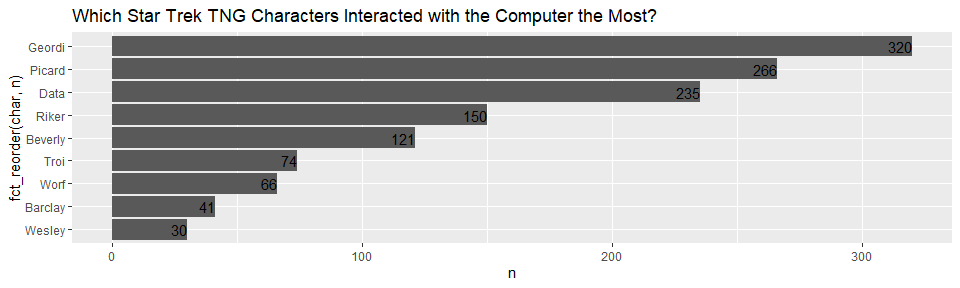 Which Star Trek TNG Characters Interacted with the Computer the Most?
fct_reorder(char, n)
Geordi 320
Picard 266
Data 235
Riker 150
Beverly 121
Troi 74
Worf 66
Barclay 41
Wesley 30
0 100 200 300
n